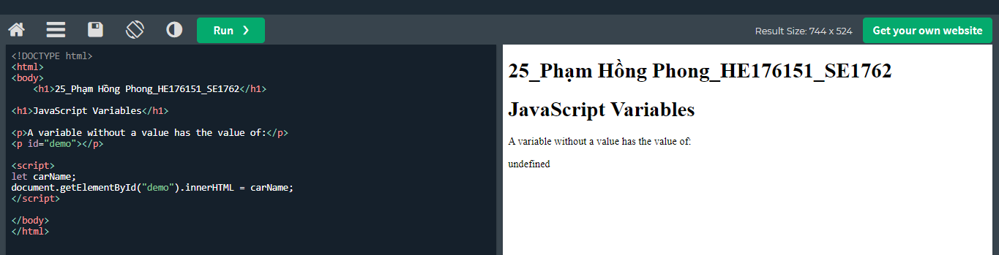 Run ❯
Result Size: 744 x 524
Get your own website
<!DOCTYPE html>
<html>
<body>
    <h1>25_Phạm Hồng Phong_HE176151_SE1762</h1>

<h1>JavaScript Variables</h1>

<p>A variable without a value has the value of:</p>
<p id="demo"></p>

<script>
let carName;
document.getElementById("demo").innerHTML = carName;
</script>

</body>
</html>
25_Phạm Hồng Phong_HE176151_SE1762
JavaScript Variables
A variable without a value has the value of:
undefined